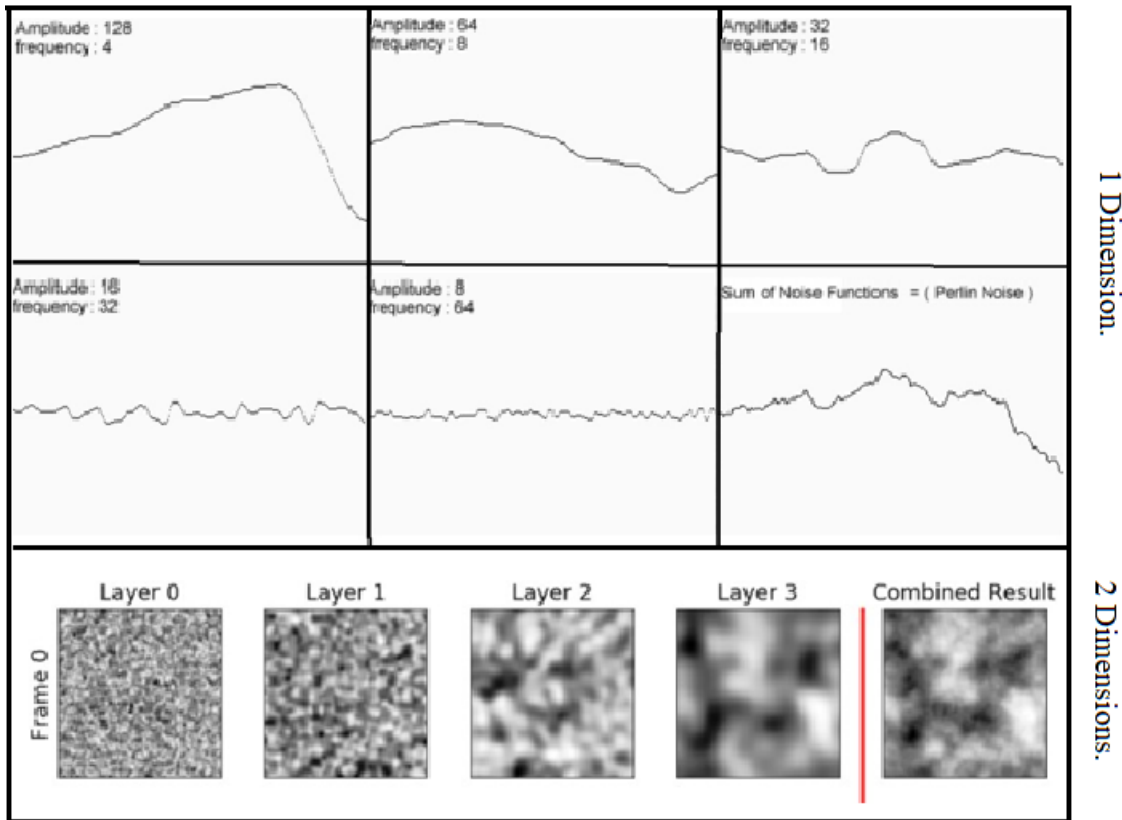 Amplitude : 128
frequency : 4
Amplitude : 64
frequency : 8
Amplitude : 32
frequency : 16
1 Dimension.
Amplitude : 16
frequency : 32
Amplitude : 8
frequency : 64
Sum of Noise Functions = ( Perlin Noise )
Layer 0
Layer 1
Layer 2
Layer 3
Combined Result
Frame 0
2 Dimensions.